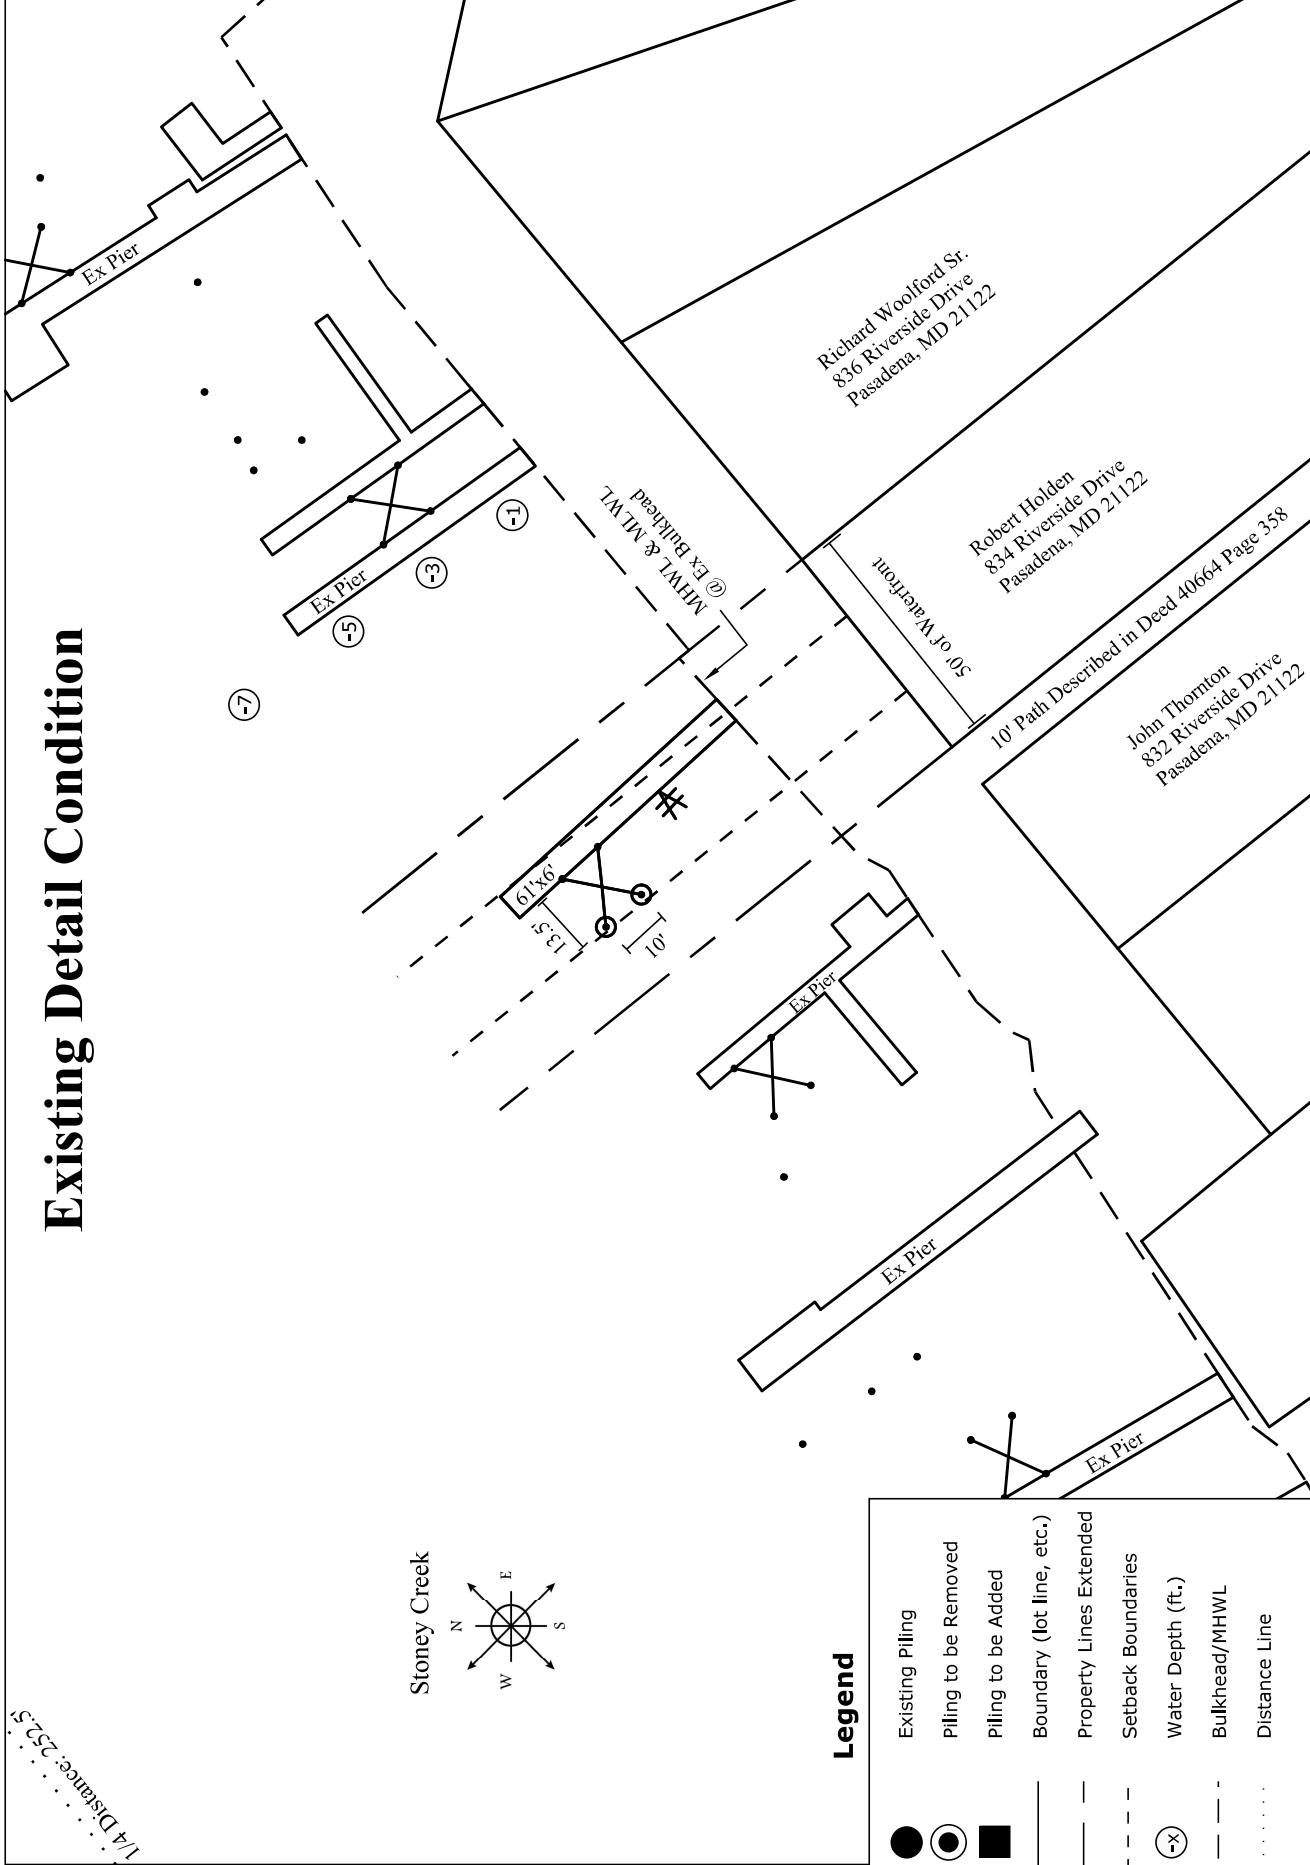 Existing Detail Condition
1/4 Distance: 252.5'
Stoney Creek
N
E
S
W
Ex Pier
Ex Pier
-1
-3
-5
-7
MHWL & MLWL
@ Ex Bulkhead
61'x6'
13.5'
10'
Ex Pier
Ex Pier
Ex Pier
50' of Waterfront
Richard Woolford Sr.
836 Riverside Drive
Pasadena, MD 21122
Robert Holden
834 Riverside Drive
Pasadena, MD 21122
10' Path Described in Deed 40664 Page 358
John Thornton
832 Riverside Drive
Pasadena, MD 21122
Legend
Existing Piling
Piling to be Removed
Piling to be Added
Boundary (lot line, etc.)
Property Lines Extended
Setback Boundaries
-x
Water Depth (ft.)
Bulkhead/MHWL
Distance Line